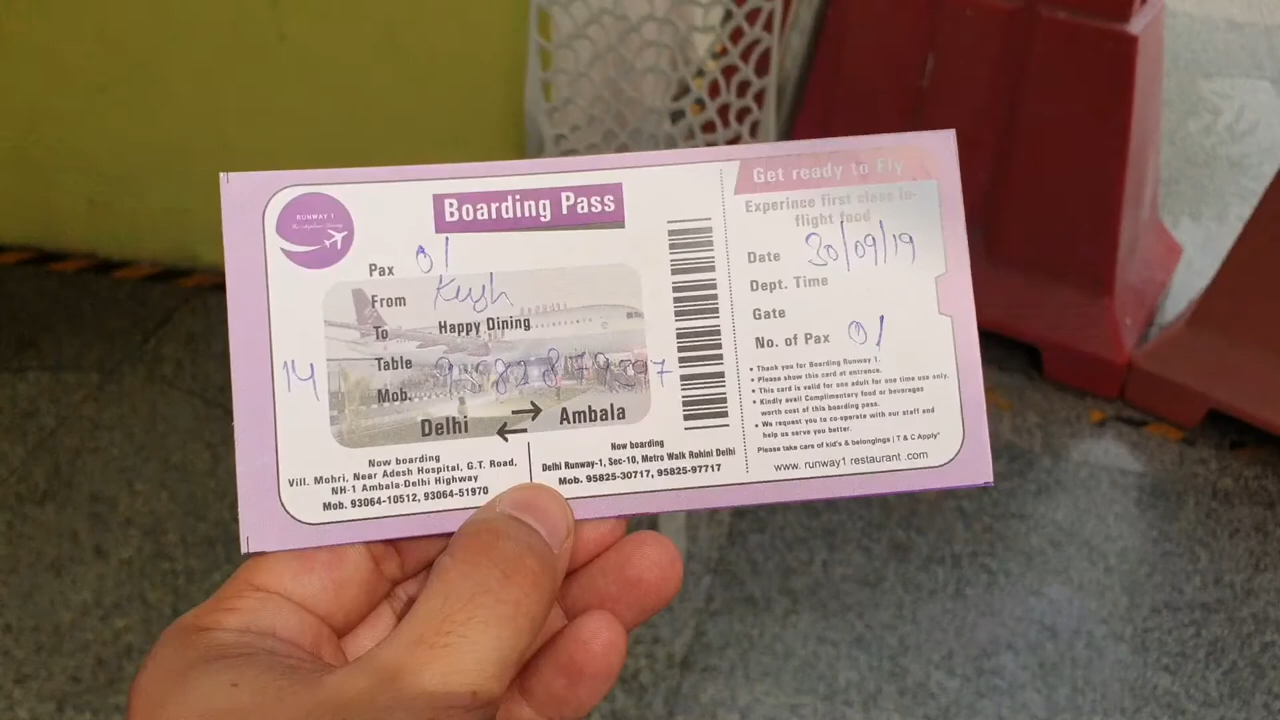 RUNWAY 1
Boarding Pass
Pax 01
From Kush
To Happy Dining
Table
14
Mob.
Delhi Ambala
Now boarding
Vill. Mohri, Near Adesh Hospital, G.T. Road,
NH-1 Ambala-Delhi Highway
Mob. 93064-10512, 93064-51970
Now boarding
Delhi Runway-1, Sec-10, Metro Walk Rohini Delhi
Mob. 95825-30717, 95825-97717
Get ready to Fly
Experince first class in-
flight food
Date 30/09/19
Dept. Time
Gate
No. of Pax 01
• Thank you for Boarding Runway 1.
• Please show this card at entrance.
• This card is valid for one adult for one time use only.
• Kindly avail Complimentary food or beverages
worth cost of this boarding pass.
• We request you to co-operate with our staff and
help us serve you better.
Please take care of kid's & belongings | T & C Apply*
www. runway1 restaurant .com